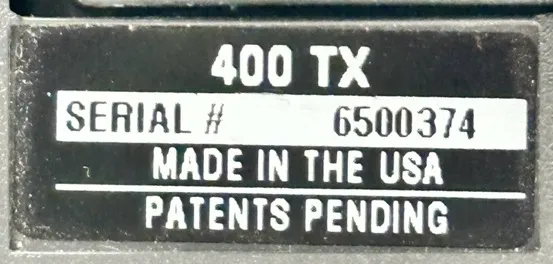 400 TX
SERIAL # 6500374
MADE IN THE USA
PATENTS PENDING